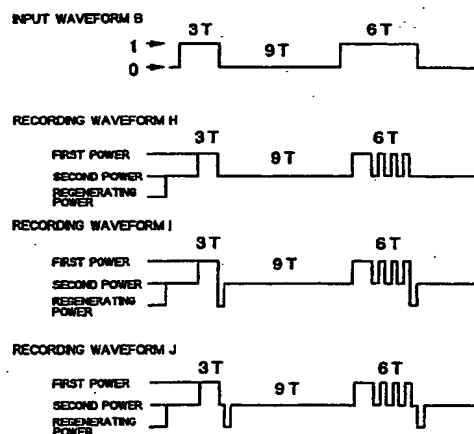 INPUT WAVEFORM B
3T
6T
1
0
9T
RECORDING WAVEFORM H
3T
6T
FIRST POWER
9T
SECOND POWER
REGENERATING
POWER
RECORDING WAVEFORM I
3T
6T
FIRST POWER
9T
SECOND POWER
REGENERATING
POWER
RECORDING WAVEFORM J
3T
6T
FIRST POWER
9T
SECOND POWER
REGENERATING
POWER